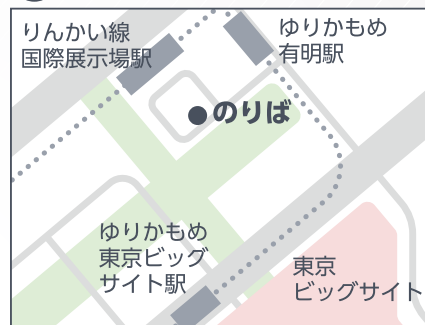 りんかい線
国際展示場駅
ゆりかもめ
有明駅
のりば
ゆりかもめ
東京ビッグ
サイト駅
東京
ビッグサイト